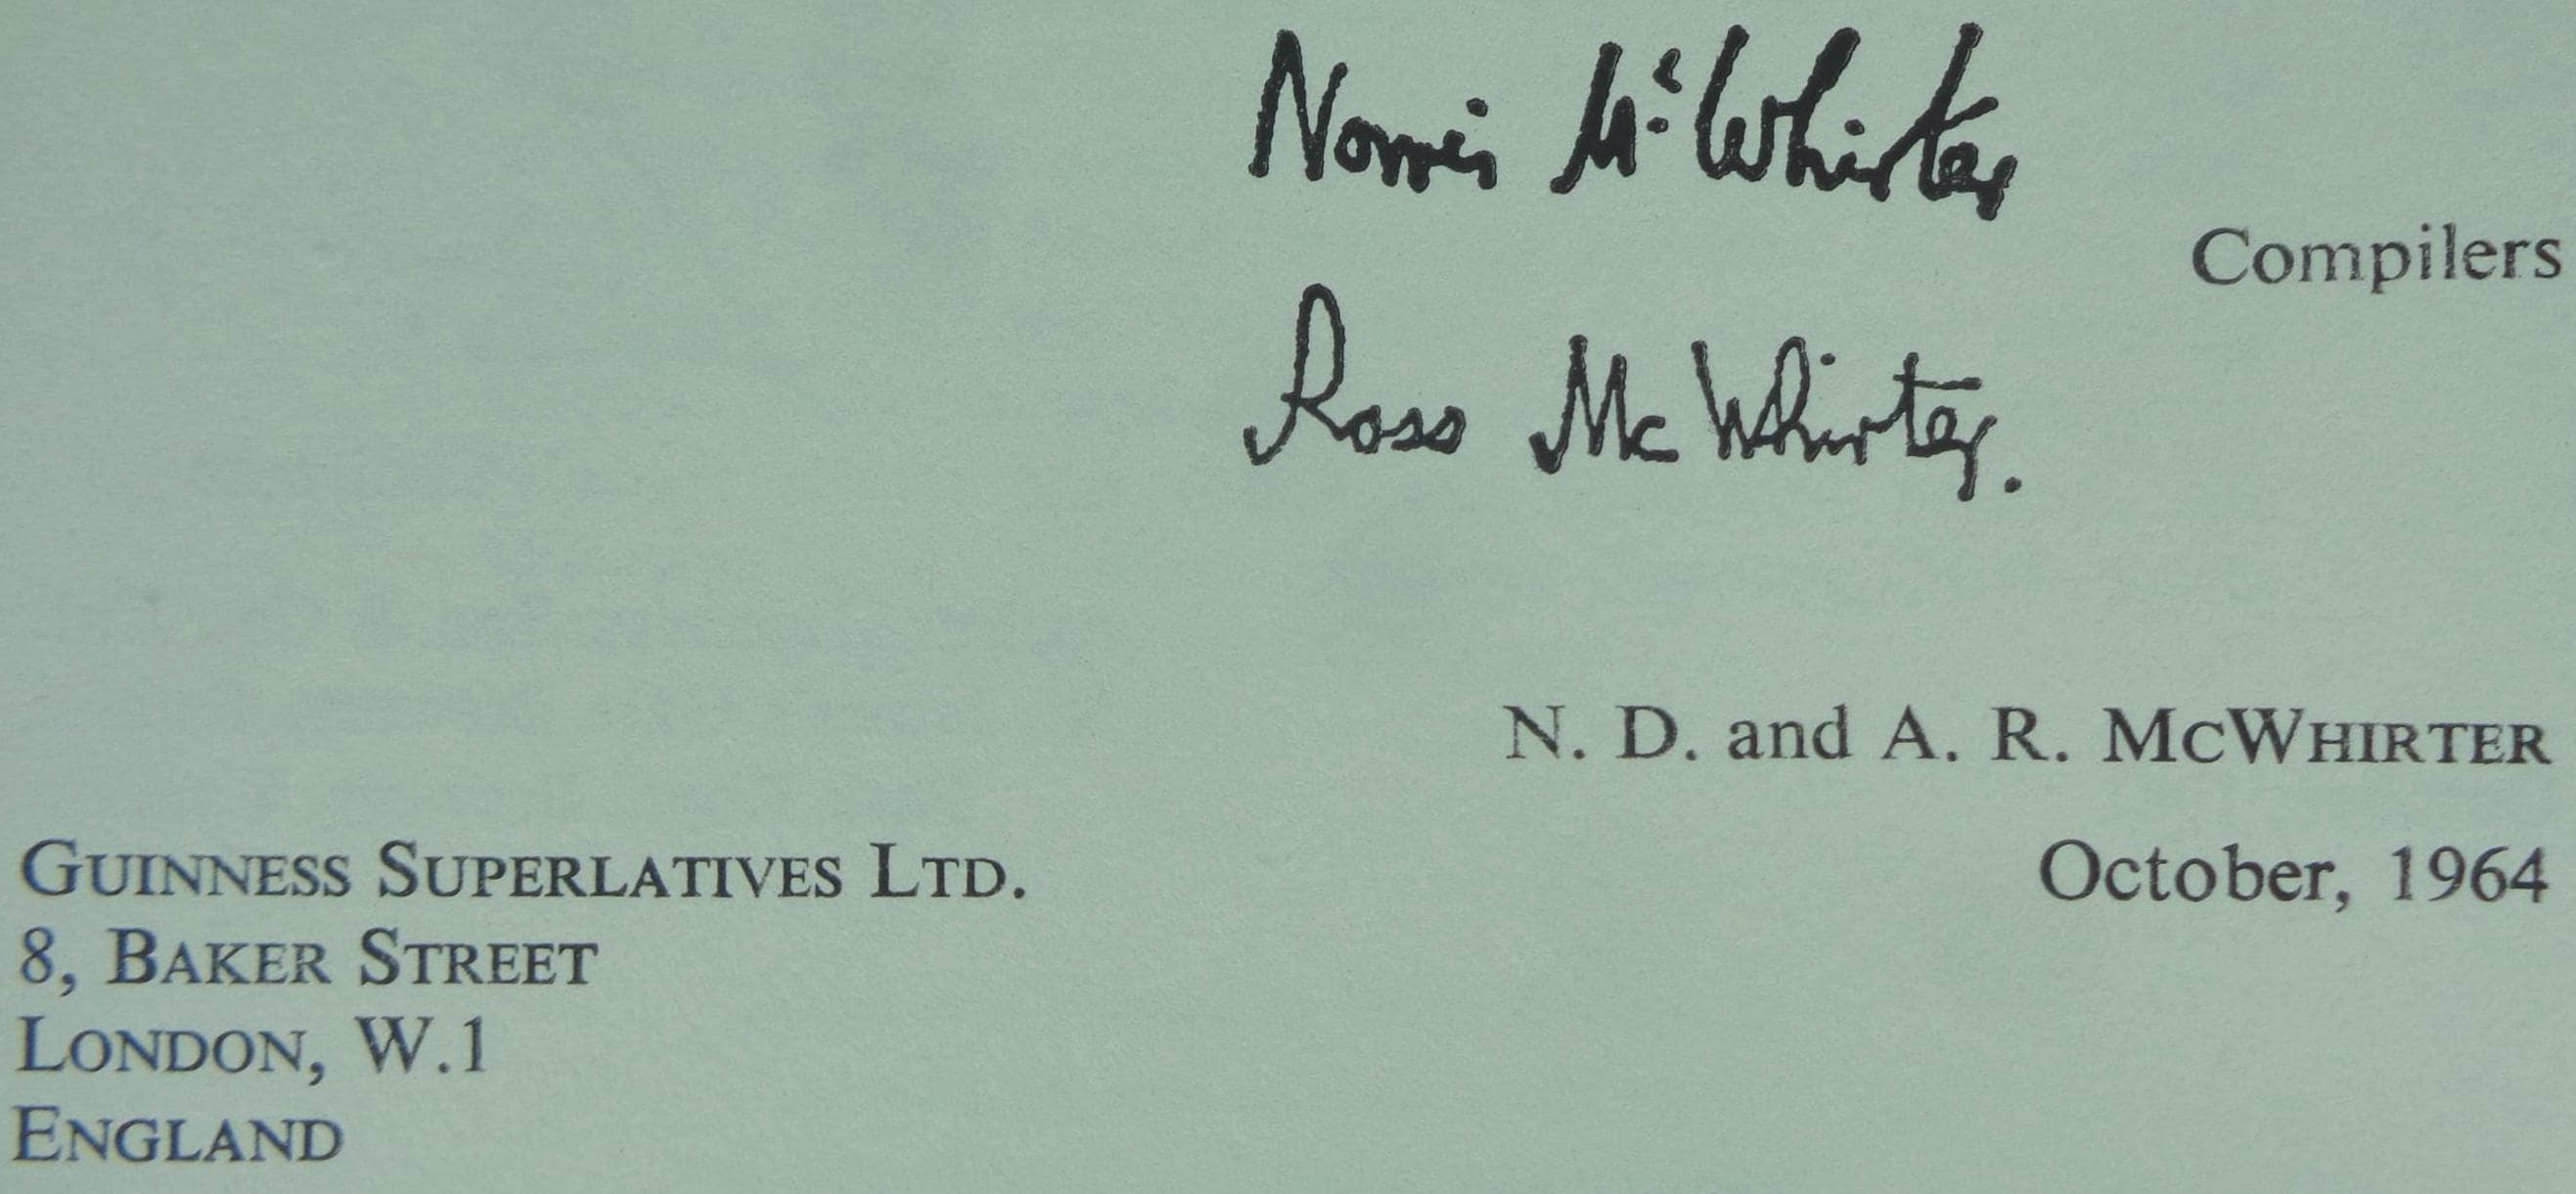 Norris McWhirter
Compilers
Ross McWhirter.
N. D. and A. R. McWHIRTER
GUINNESS SUPERLATIVES LTD.
October, 1964
8, BAKER STREET
LONDON, W.1
ENGLAND